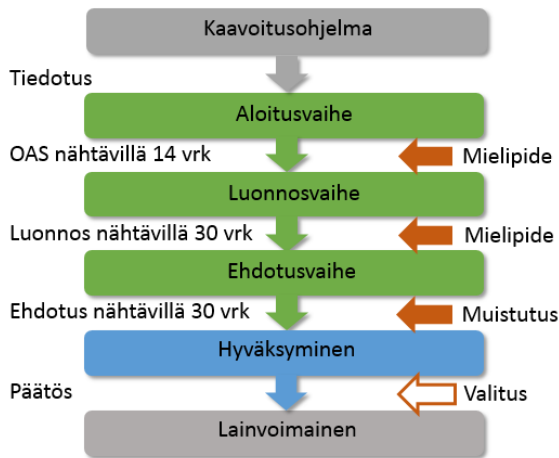 Kaavoitusohjelma
Tiedotus
Aloitusvaihe
OAS nähtävillä 14 vrk
Mielipide
Luonnosvaihe
Luonnos nähtävillä 30 vrk
Mielipide
Ehdotusvaihe
Ehdotus nähtävillä 30 vrk
Muistutus
Hyväksyminen
Päätös
Valitus
Lainvoimainen